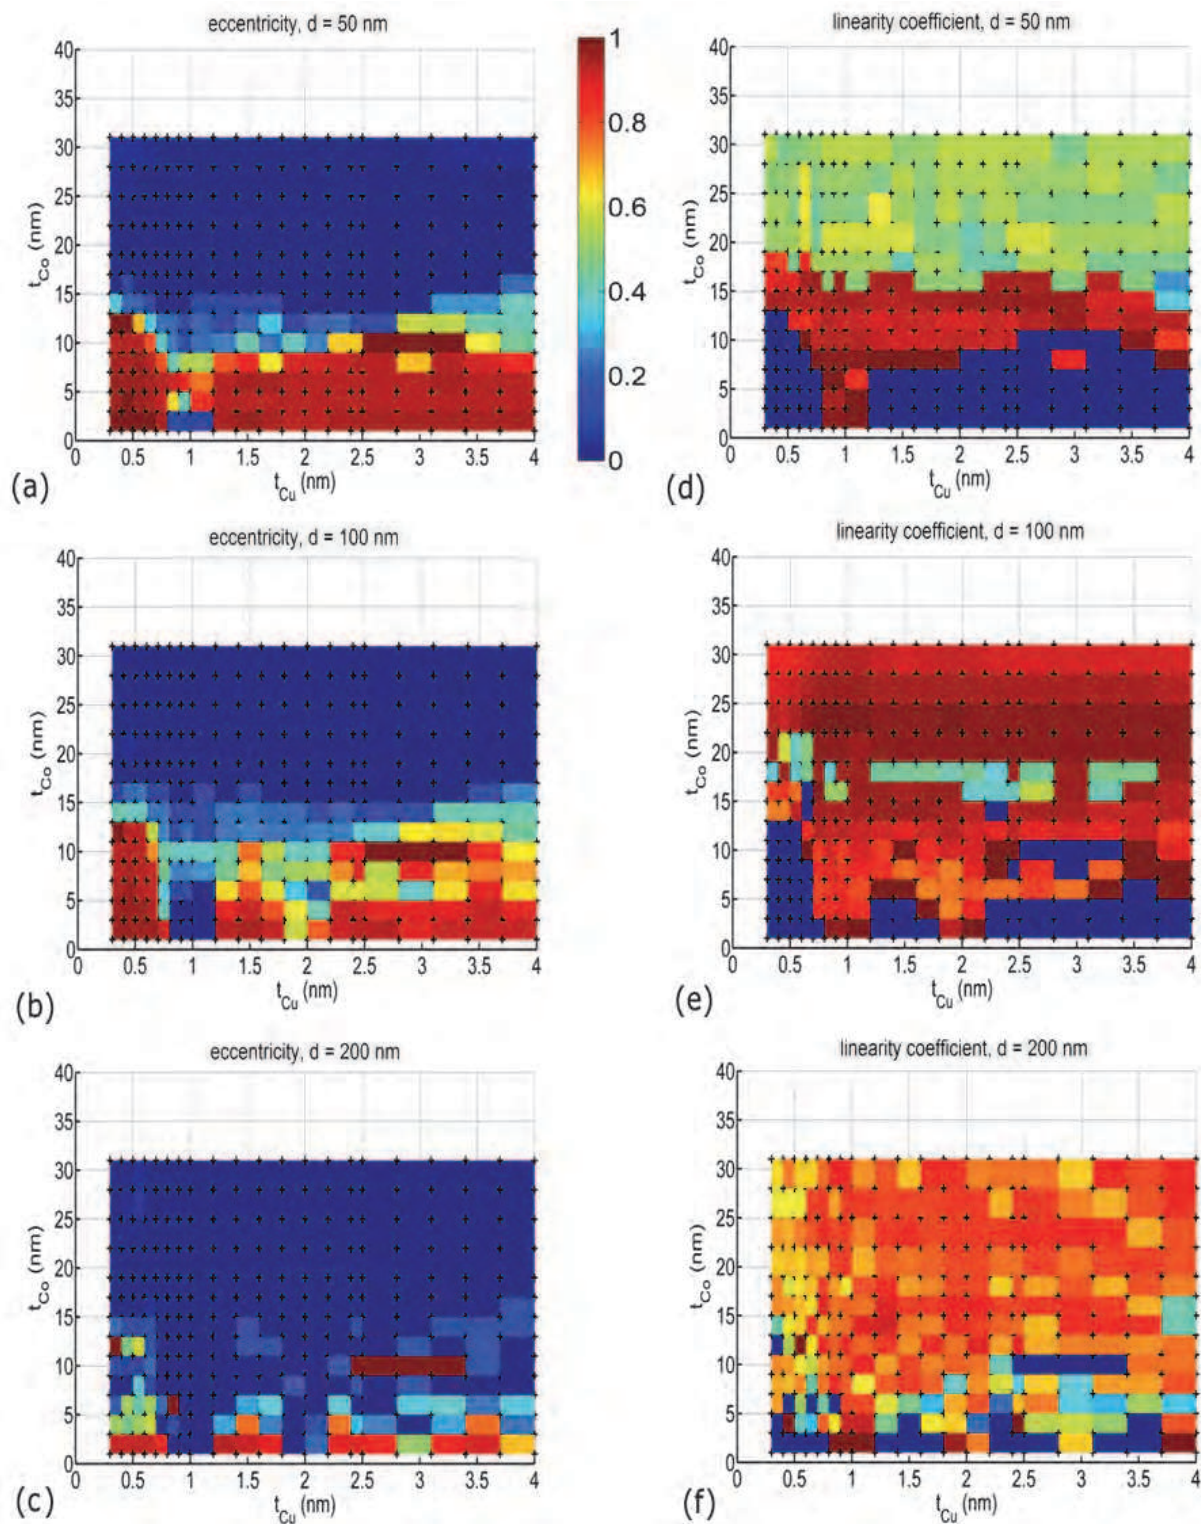 eccentricity, d = 50 nm
40
35
30
25
20
15
10
5
0
t_Co (nm)
0 0.5 1 1.5 2 2.5 3 3.5 4
t_Cu (nm)
(a)
1
0.8
0.6
0.4
0.2
0
linearity coefficient, d = 50 nm
40
35
30
25
20
15
10
5
0
t_Co (nm)
0 0.5 1 1.5 2 2.5 3 3.5 4
t_Cu (nm)
(d)
eccentricity, d = 100 nm
40
35
30
25
20
15
10
5
0
t_Co (nm)
0 0.5 1 1.5 2 2.5 3 3.5 4
t_Cu (nm)
(b)
linearity coefficient, d = 100 nm
40
35
30
25
20
15
10
5
0
t_Co (nm)
0 0.5 1 1.5 2 2.5 3 3.5 4
t_Cu (nm)
(e)
eccentricity, d = 200 nm
40
35
30
25
20
15
10
5
0
t_Co (nm)
0 0.5 1 1.5 2 2.5 3 3.5 4
t_Cu (nm)
(c)
linearity coefficient, d = 200 nm
40
35
30
25
20
15
10
5
0
t_Co (nm)
0 0.5 1 1.5 2 2.5 3 3.5 4
t_Cu (nm)
(f)